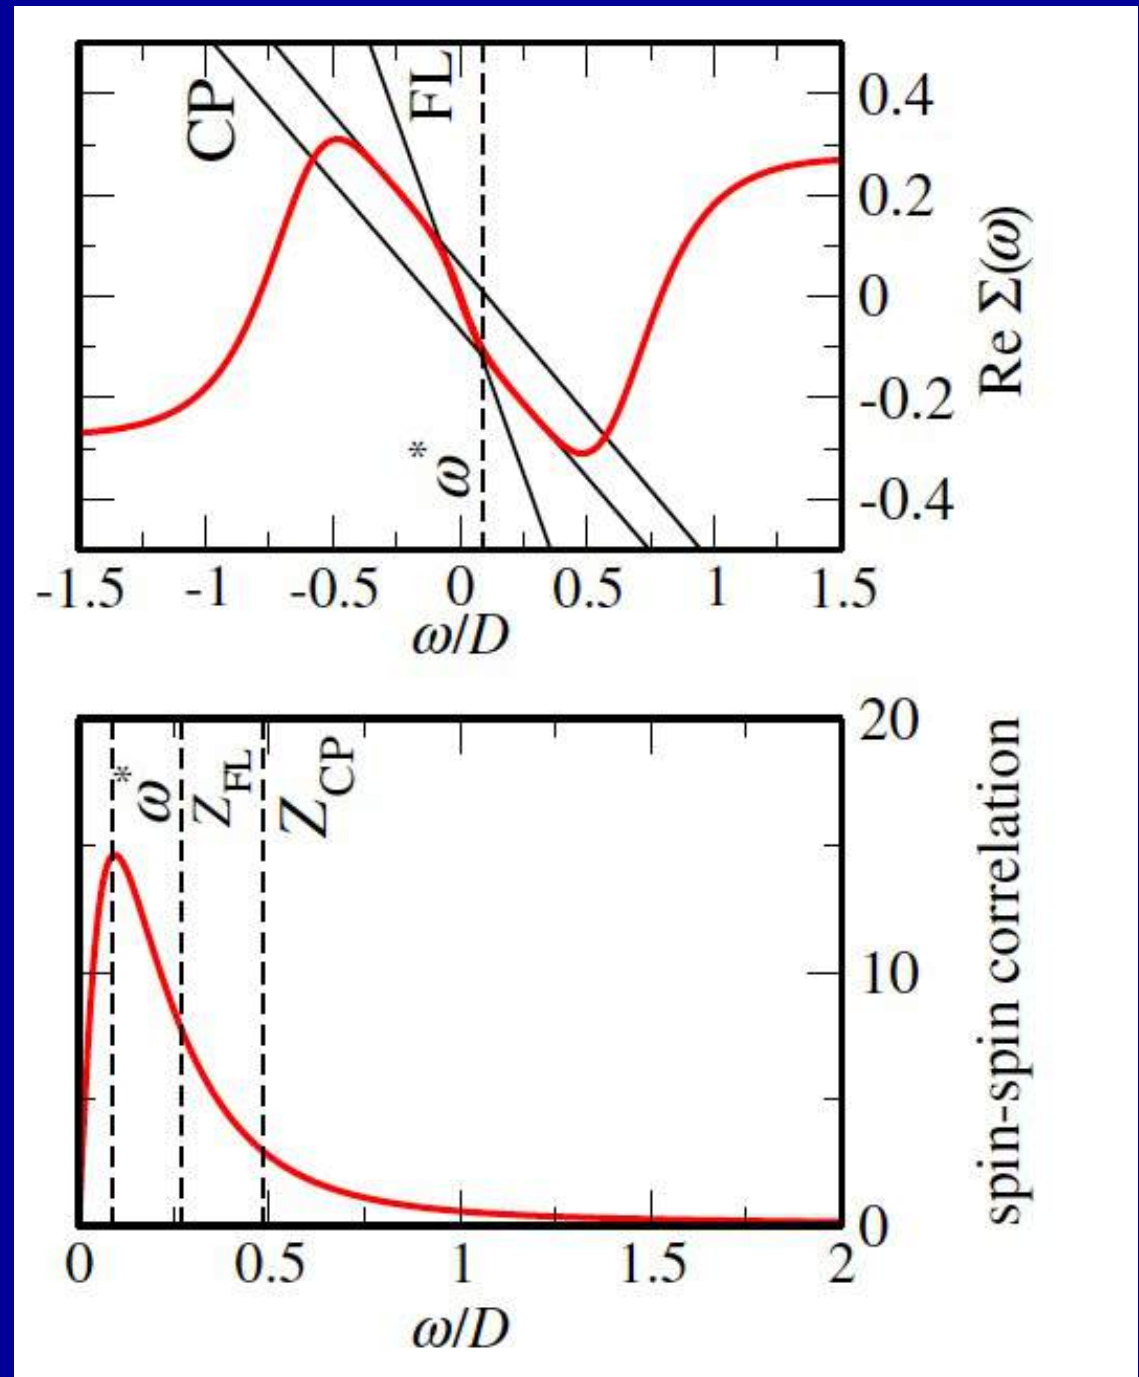 CP
FL
ω*
0.4
0.2
0
-0.2
-0.4
Re Σ(ω)
-1.5 -1 -0.5 0 0.5 1 1.5
ω/D
ω*
Z_FL
Z_CP
20
10
0
spin-spin correlation
0 0.5 1 1.5 2
ω/D